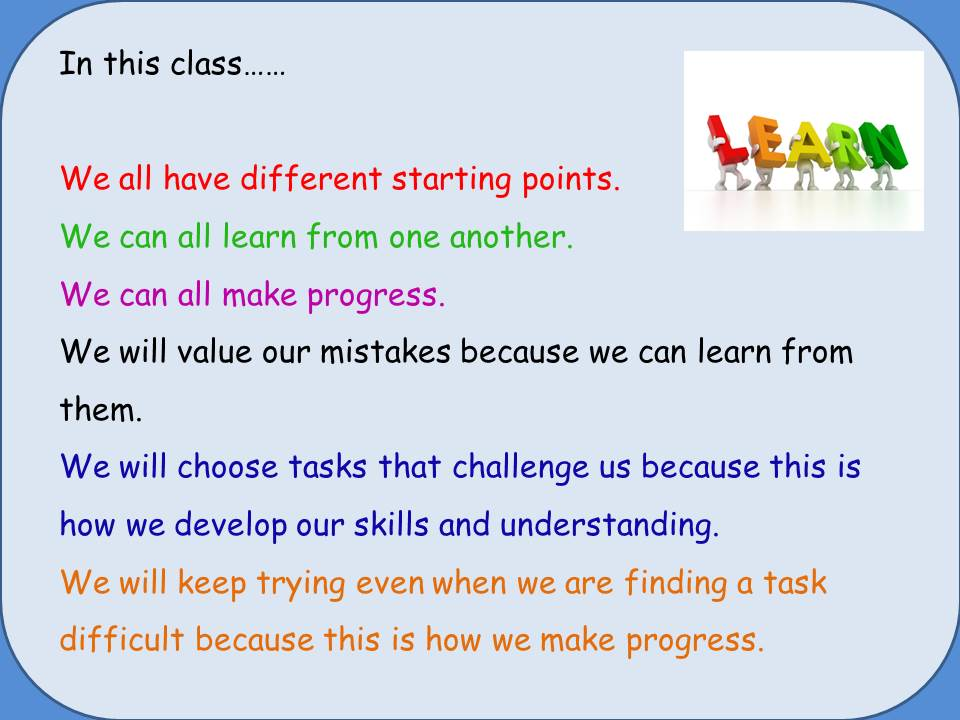 In this class……
LEARN
We all have different starting points.
We can all learn from one another.
We can all make progress.
We will value our mistakes because we can learn from
them.
We will choose tasks that challenge us because this is
how we develop our skills and understanding.
We will keep trying even when we are finding a task
difficult because this is how we make progress.